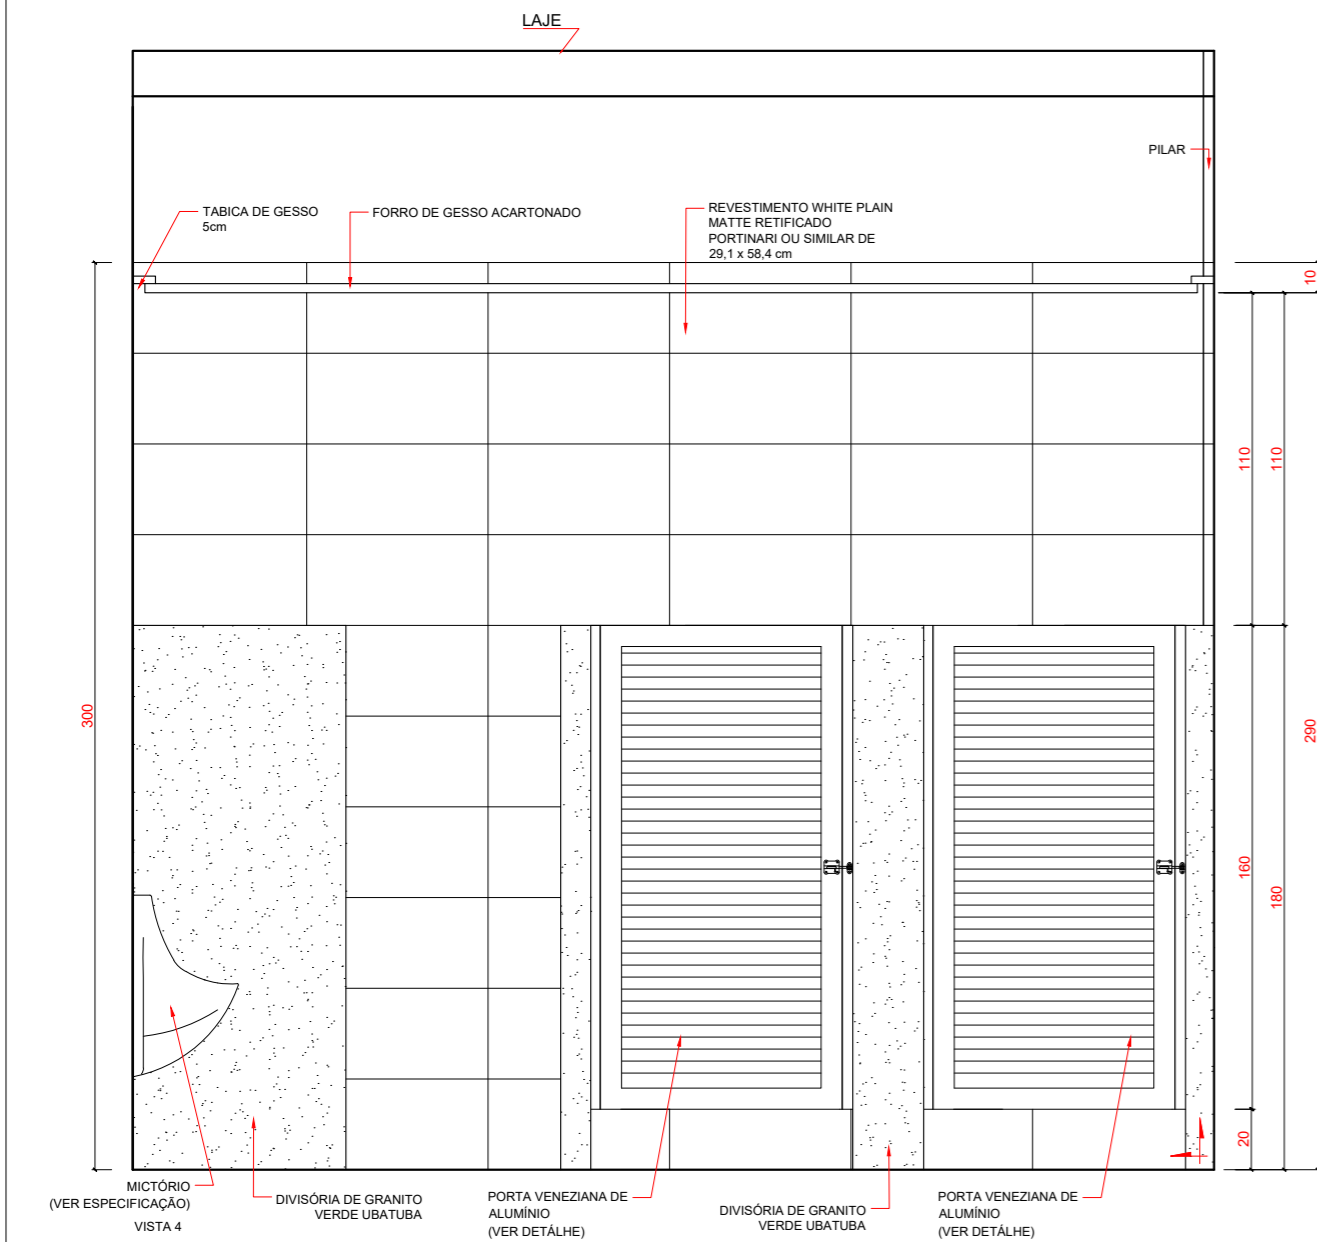 LAJE
PILAR
TABICA DE GESSO
5cm
FORRO DE GESSO ACARTONADO
REVESTIMENTO WHITE PLAIN
MATTE RETIFICADO
PORTINARI OU SIMILAR DE
29,1 x 58,4 cm
10
110
110
300
290
160
180
20
MICTÓRIO
(VER ESPECIFICAÇÃO)
VISTA 4
DIVISÓRIA DE GRANITO
VERDE UBATUBA
PORTA VENEZIANA DE
ALUMÍNIO
(VER DETÁLHE)
DIVISÓRIA DE GRANITO
VERDE UBATUBA
PORTA VENEZIANA DE
ALUMÍNIO
(VER DETÁLHE)